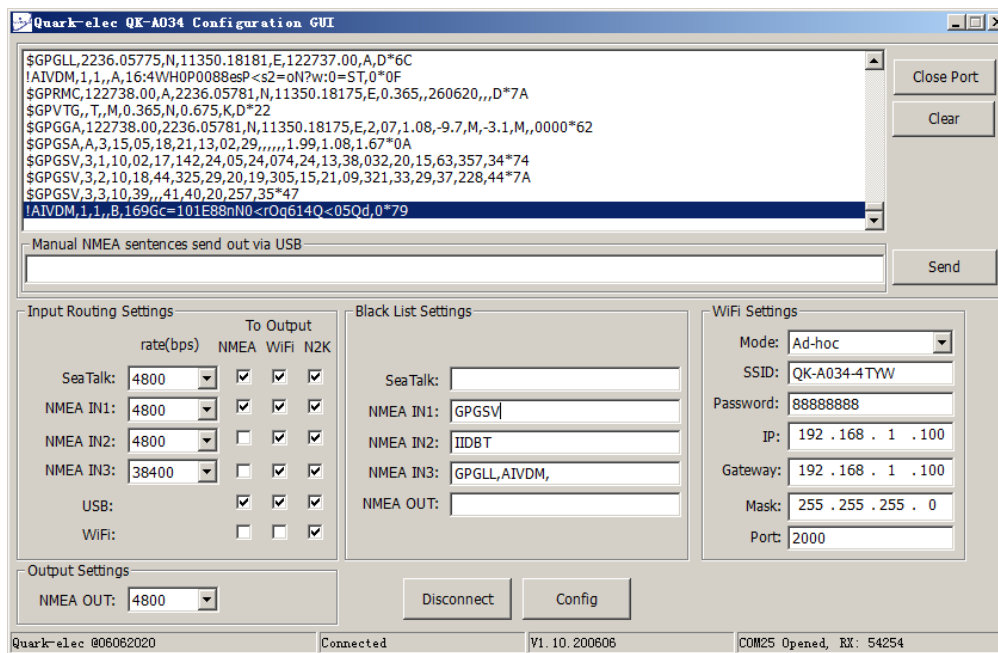 Quark-elec QK-A034 Configuration GUI
$GPGLL,2236.05775,N,11350.18181,E,122737.00,A,D*6C
!AIVDM,1,1,,A,16:4WH0P0088esP<s2=oN?w:0=ST,0*0F
$GPRMC,122738.00,A,2236.05781,N,11350.18175,E,0.365,,260620,,,D*7A
$GPVTG,,T,,M,0.365,N,0.675,K,D*22
$GPGGA,122738.00,2236.05781,N,11350.18175,E,2,07,1.08,-9.7,M,-3.1,M,,0000*62
$GPGSA,A,3,15,05,18,21,13,02,29,,,,,,1.99,1.08,1.67*0A
$GPGSV,3,1,10,02,17,142,24,05,24,074,24,13,38,032,20,15,63,357,34*74
$GPGSV,3,2,10,18,44,325,29,20,19,305,15,21,09,321,33,29,37,228,44*7A
$GPGSV,3,3,10,39,,,41,40,20,257,35*47
!AIVDM,1,1,,B,169Gc=101E88nN0<rOq614Q<05Qd,0*79
Close Port
Clear
Manual NMEA sentences send out via USB
Send
Input Routing Settings
To Output
rate(bps) NMEA WiFi N2K
SeaTalk: 4800
NMEA IN1: 4800
NMEA IN2: 4800
NMEA IN3: 38400
USB:
WiFi:
Output Settings
NMEA OUT: 4800
Black List Settings
SeaTalk:
NMEA IN1: GPGSV
NMEA IN2: IIDBT
NMEA IN3: GPGLL,AIVDM,
NMEA OUT:
WiFi Settings
Mode: Ad-hoc
SSID: QK-A034-4TYW
Password: 88888888
IP: 192 .168 . 1 .100
Gateway: 192 .168 . 1 .100
Mask: 255 .255 .255 . 0
Port: 2000
Disconnect
Config
Quark-elec @06062020
Connected
V1.10.200606
COM25 Opened, RX: 54254